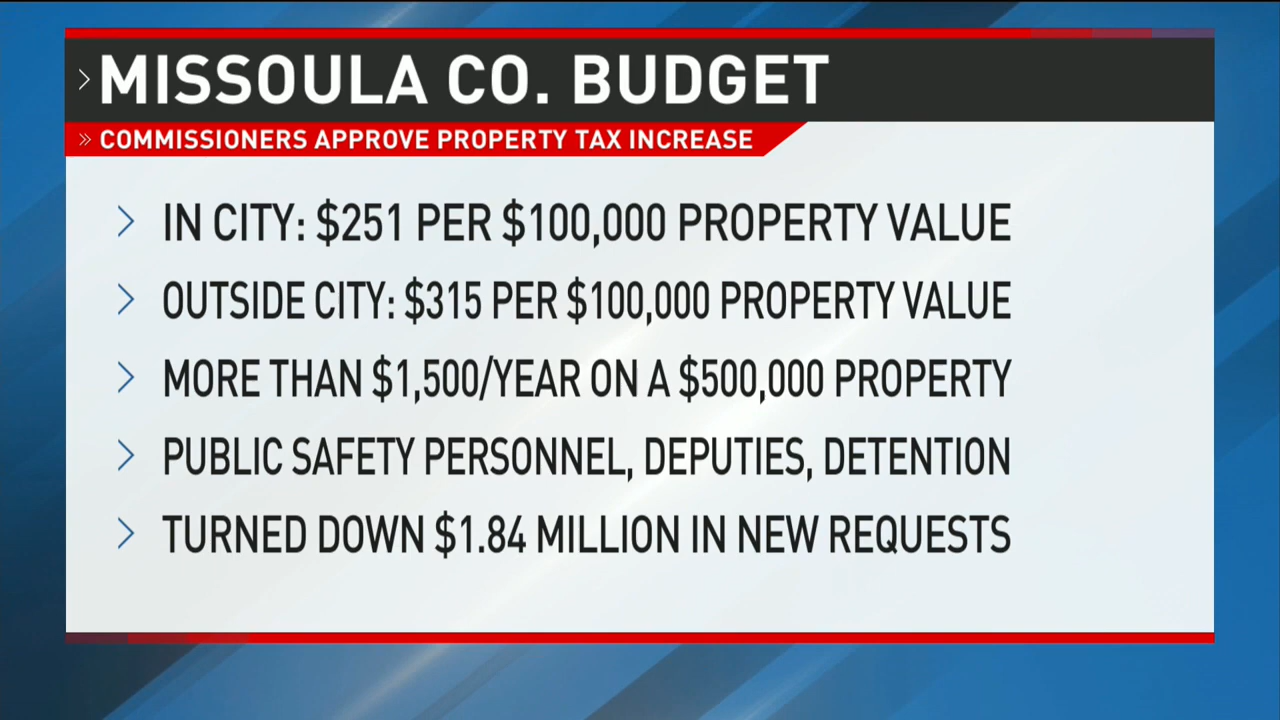 MISSOULA CO. BUDGET
COMMISSIONERS APPROVE PROPERTY TAX INCREASE
IN CITY: $251 PER $100,000 PROPERTY VALUE
OUTSIDE CITY: $315 PER $100,000 PROPERTY VALUE
MORE THAN $1,500/YEAR ON A $500,000 PROPERTY
PUBLIC SAFETY PERSONNEL, DEPUTIES, DETENTION
TURNED DOWN $1.84 MILLION IN NEW REQUESTS